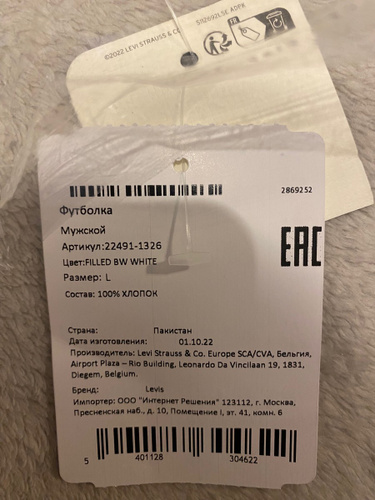 ©2022 LEVI STRAUSS & CO.
FR
2869252
Футболка
Мужской
Артикул:22491-1326
Цвет:FILLED BW WHITE
Размер: L
Состав: 100% ХЛОПОК
EAC
Страна: Пакистан
Дата изготовления: 01.10.22
Производитель: Levi Strauss & Co. Europe SCA/CVA, Бельгия,
Airport Plaza – Rio Building, Leonardo Da Vincilaan 19, 1831,
Diegem, Belgium.
Бренд: Levis
Импортер: ООО "Интернет Решения" 123112, г. Москва,
Пресненская наб., д. 10, Помещение I, эт. 41, комн. 6
5 401128 304622